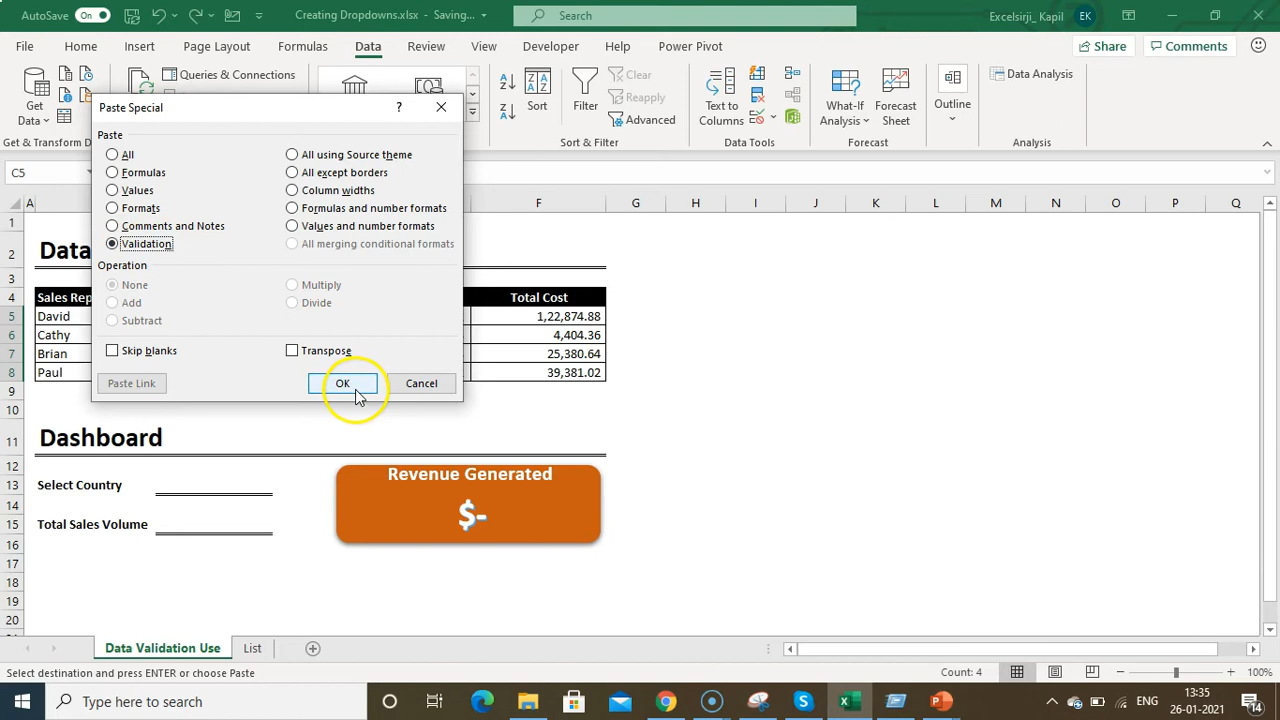 AutoSave On Creating Dropdowns.xlsx - Saving... Search Excelsirji_ Kapil EK
File Home Insert Page Layout Formulas Data Review View Developer Help Power Pivot Share Comments
Queries & Connections Clear Data Analysis
Get Data Sort Filter Reapply Text to Columns What-If Analysis Forecast Sheet Outline
Advanced
Get & Transform D Sort & Filter Data Tools Forecast
Paste Special ?
Paste
All All using Source theme
Formulas All except borders
Values Column widths
Formats Formulas and number formats
Comments and Notes Values and number formats
Validation All merging conditional formats
Operation
None Multiply
Add Divide
Subtract
Skip blanks Transpose
Paste Link OK Cancel
C5
A F G H I J K L M N O P Q
1
2 Data
3
4 Sales Rep Total Cost
5 David 1,22,874.88
6 Cathy 4,404.36
7 Brian 25,380.64
8 Paul 39,381.02
9
10
11 Dashboard
12 Revenue Generated
13 Select Country
14 $-
15 Total Sales Volume
16
17
18
19
20
Data Validation Use List
Select destination and press ENTER or choose Paste Count: 4 100%
Type here to search ENG 13:35
26-01-2021 14